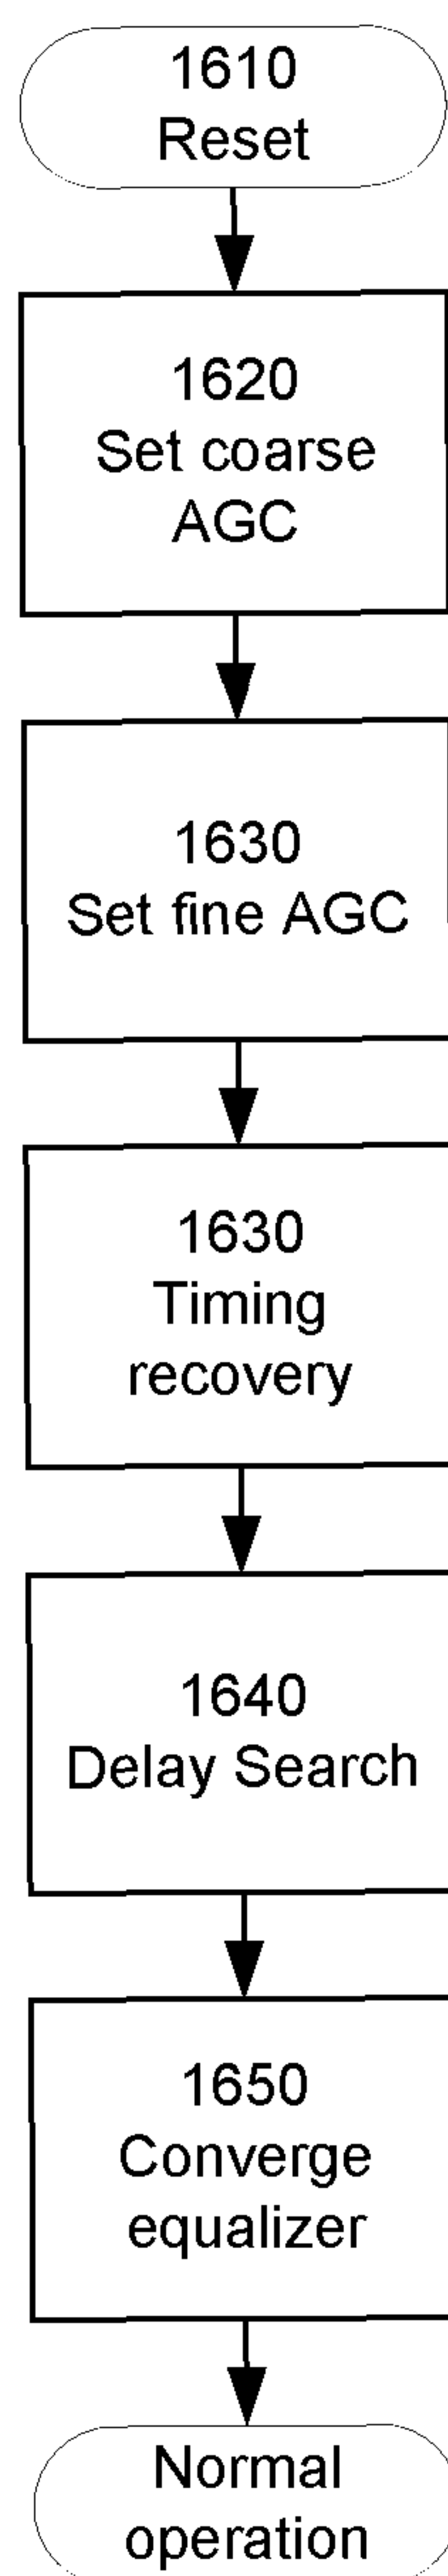 1610
Reset
1620
Set coarse
AGC
1630
Set fine AGC
1630
Timing
recovery
1640
Delay Search
1650
Converge
equalizer
Normal
operation